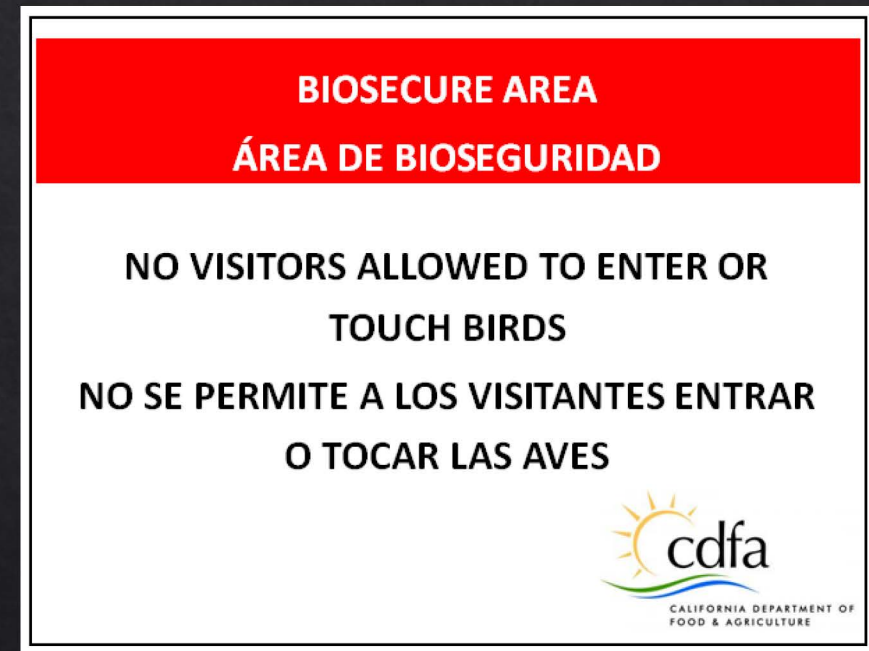 BIOSECURE AREA
ÁREA DE BIOSEGURIDAD
NO VISITORS ALLOWED TO ENTER OR
TOUCH BIRDS
NO SE PERMITE A LOS VISITANTES ENTRAR
O TOCAR LAS AVES
cdfa
CALIFORNIA DEPARTMENT OF
FOOD & AGRICULTURE